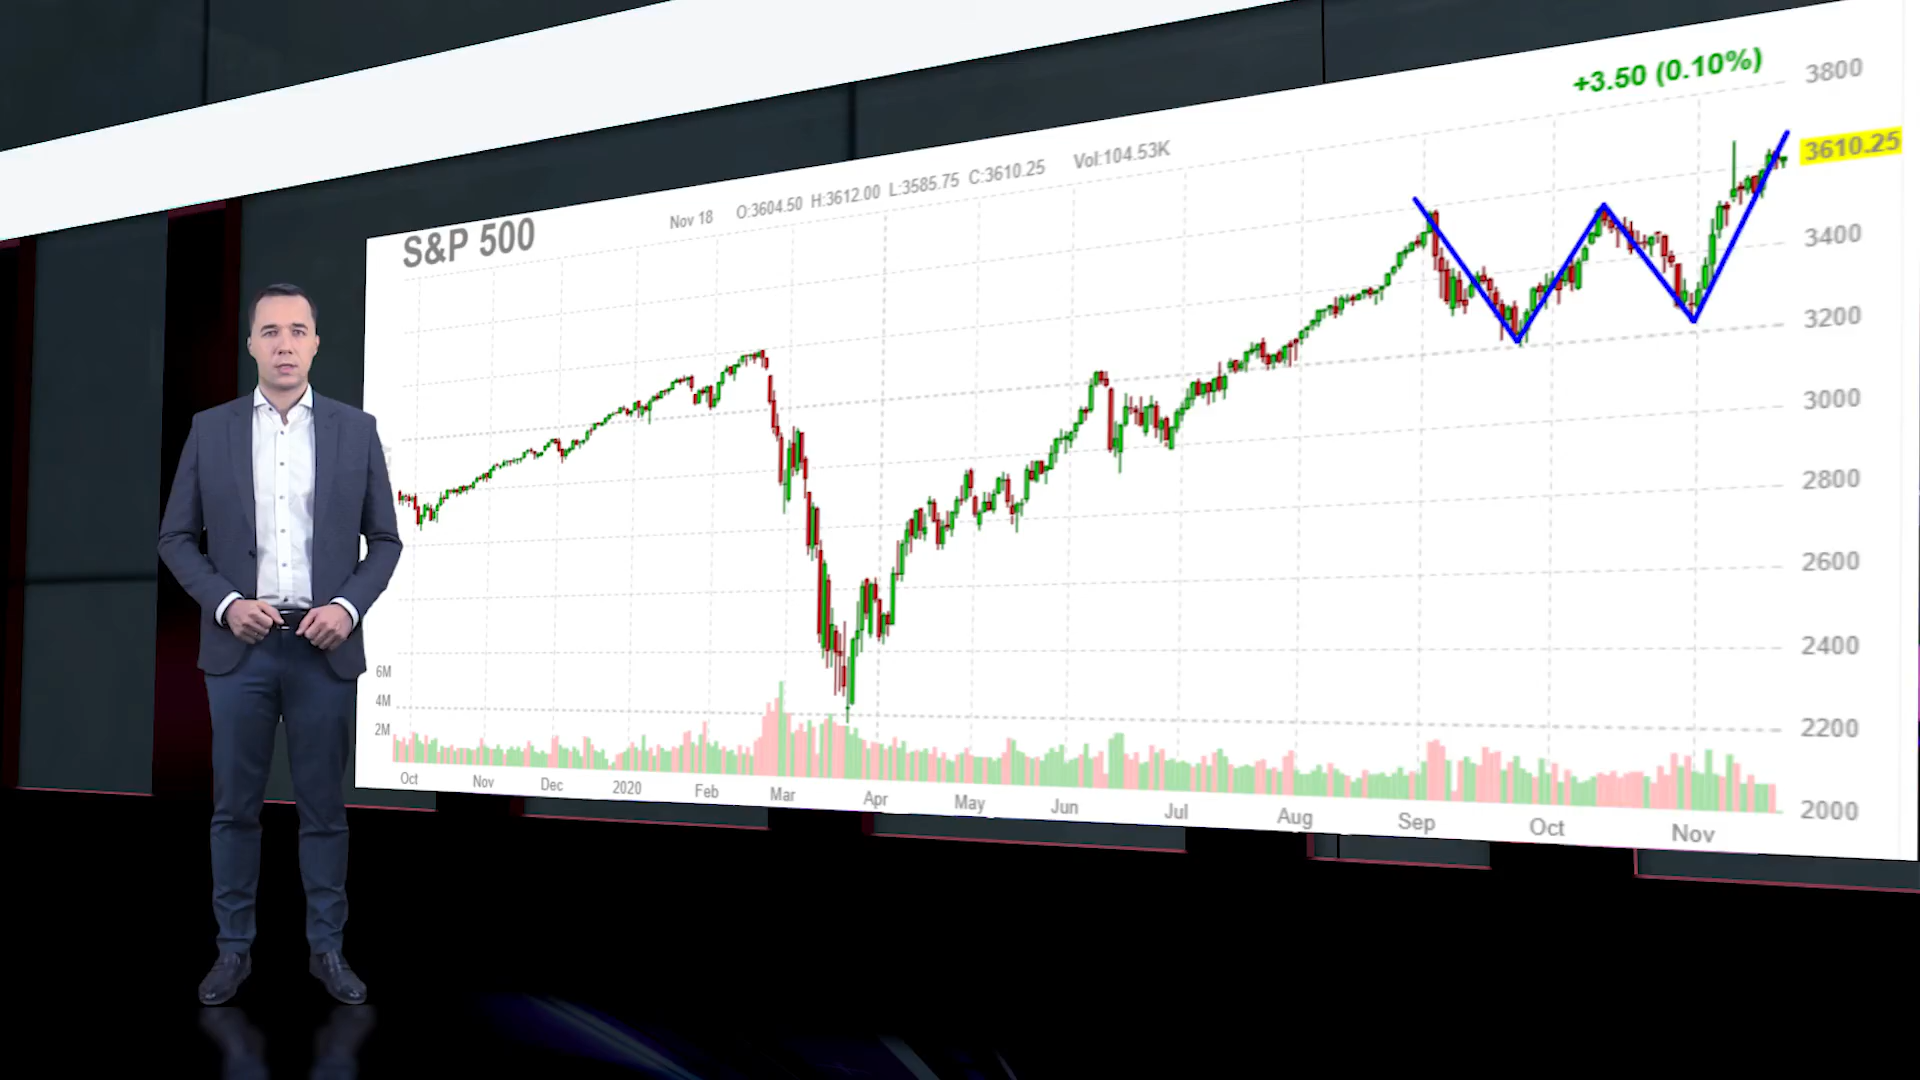 +3.50 (0.10%)
S&P 500
Nov 18 O:3604.50 H:3612.00 L:3585.75 C:3610.25 Vol:104.53K
3800
3610.25
3400
3200
3000
2800
2600
2400
2200
2000
6M
4M
2M
Oct Nov Dec 2020 Feb Mar Apr May Jun Jul Aug Sep Oct Nov